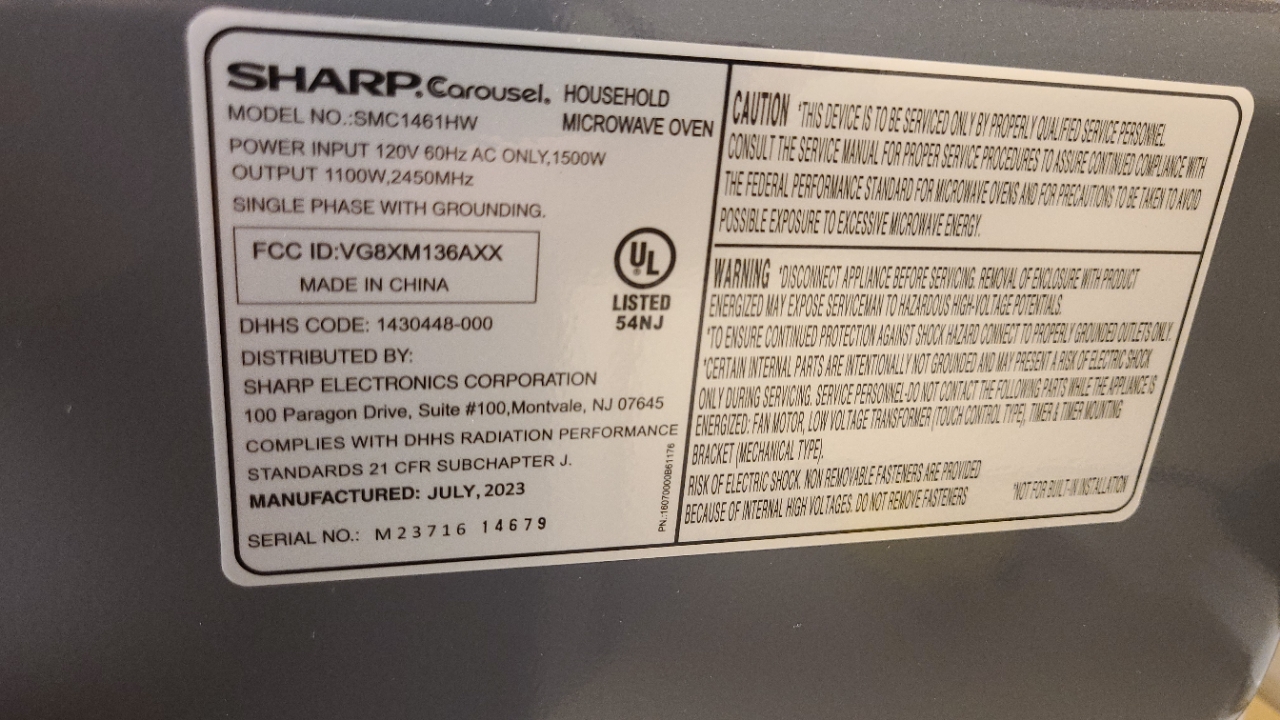 SHARP. Carousel. HOUSEHOLD
MICROWAVE OVEN
MODEL NO.:SMC1461HW
POWER INPUT 120V 60Hz AC ONLY,1500W
OUTPUT 1100W,2450MHz
SINGLE PHASE WITH GROUNDING.
FCC ID:VG8XM136AXX
MADE IN CHINA
UL
LISTED
54NJ
DHHS CODE: 1430448-000
DISTRIBUTED BY:
SHARP ELECTRONICS CORPORATION
100 Paragon Drive, Suite #100,Montvale, NJ 07645
COMPLIES WITH DHHS RADIATION PERFORMANCE
STANDARDS 21 CFR SUBCHAPTER J.
MANUFACTURED: JULY, 2023
SERIAL NO.: M23716 14679
PN.:16070000B61176
CAUTION *THIS DEVICE IS TO BE SERVICED ONLY BY PROPERLY QUALIFIED SERVICE PERSONNEL.
CONSULT THE SERVICE MANUAL FOR PROPER SERVICE PROCEDURES TO ASSURE CONTINUED COMPLIANCE WITH
THE FEDERAL PERFORMANCE STANDARD FOR MICROWAVE OVENS AND FOR PRECAUTIONS TO BE TAKEN TO AVOID
POSSIBLE EXPOSURE TO EXCESSIVE MICROWAVE ENERGY.
WARNING *DISCONNECT APPLIANCE BEFORE SERVICING. REMOVAL OF ENCLOSURE WITH PRODUCT
ENERGIZED MAY EXPOSE SERVICEMAN TO HAZARDOUS HIGH-VOLTAGE POTENTIALS.
*TO ENSURE CONTINUED PROTECTION AGAINST SHOCK HAZARD CONNECT TO PROPERLY GROUNDED OUTLETS ONLY.
*CERTAIN INTERNAL PARTS ARE INTENTIONALLY NOT GROUNDED AND MAY PRESENT A RISK OF ELECTRIC SHOCK
ONLY DURING SERVICING. SERVICE PERSONNEL-DO NOT CONTACT THE FOLLOWING PARTS WHILE THE APPLIANCE IS
ENERGIZED: FAN MOTOR, LOW VOLTAGE TRANSFORMER (TOUCH CONTROL TYPE), TIMER & TIMER MOUNTING
BRACKET (MECHANICAL TYPE).
RISK OF ELECTRIC SHOCK. NON REMOVABLE FASTENERS ARE PROVIDED
BECAUSE OF INTERNAL HIGH VOLTAGES. DO NOT REMOVE FASTENERS
*NOT FOR BUILT-IN INSTALLATION